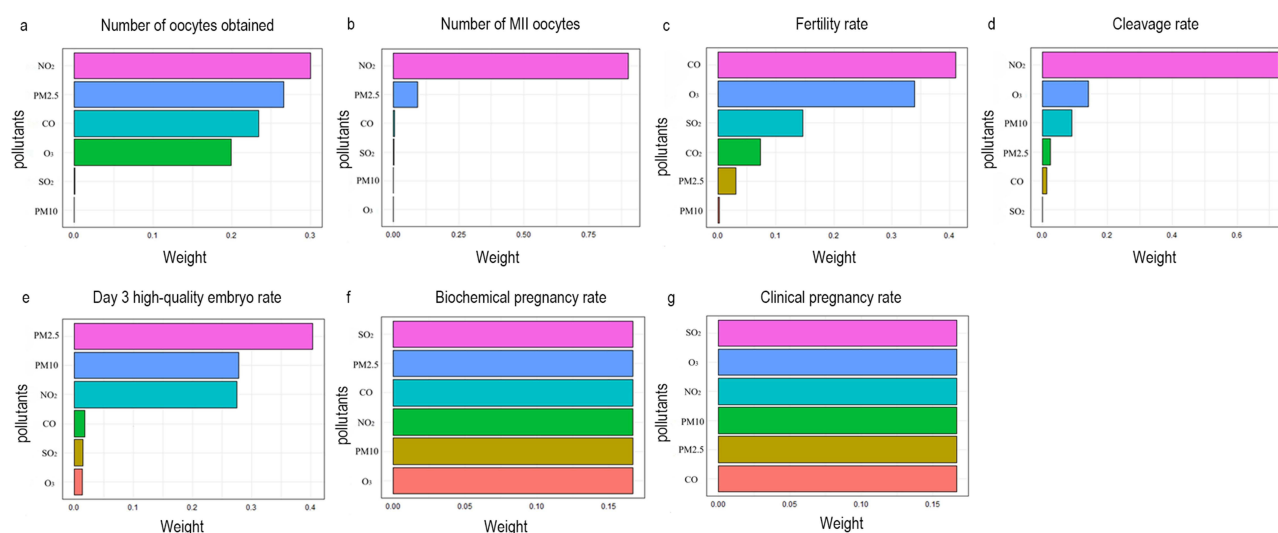 a Number of oocytes obtained
pollutants
NO₂
PM2.5
CO
O₃
SO₂
PM10
0.0 0.1 0.2 0.3
Weight
b Number of MII oocytes
pollutants
NO₂
PM2.5
CO
SO₂
PM10
O₃
0.00 0.25 0.50 0.75
Weight
c Fertility rate
pollutants
CO
O₃
SO₂
CO₂
PM2.5
PM10
0.0 0.1 0.2 0.3 0.4
Weight
d Cleavage rate
pollutants
NO₂
O₃
PM10
PM2.5
CO
SO₂
0.0 0.2 0.4 0.6
Weight
e Day 3 high-quality embryo rate
pollutants
PM2.5
PM10
NO₂
CO
SO₂
O₃
0.0 0.1 0.2 0.3 0.4
Weight
f Biochemical pregnancy rate
pollutants
SO₂
PM2.5
CO
NO₂
PM10
O₃
0.00 0.05 0.10 0.15
Weight
g Clinical pregnancy rate
pollutants
SO₂
O₃
NO₂
PM10
PM2.5
CO
0.00 0.05 0.10 0.15
Weight